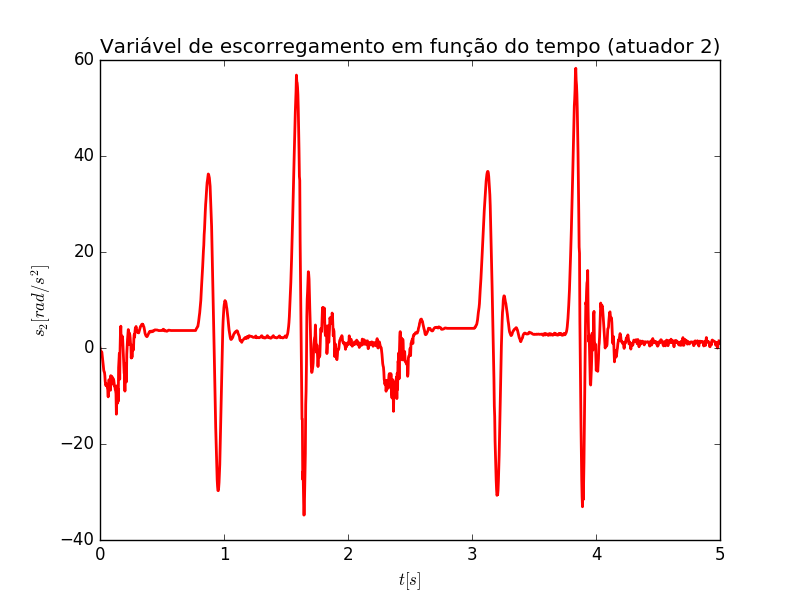 Variável de escorregamento em função do tempo (atuador 2)
60
40
20
0
−20
−40
s₂[rad/s²]
0 1 2 3 4 5
t[s]